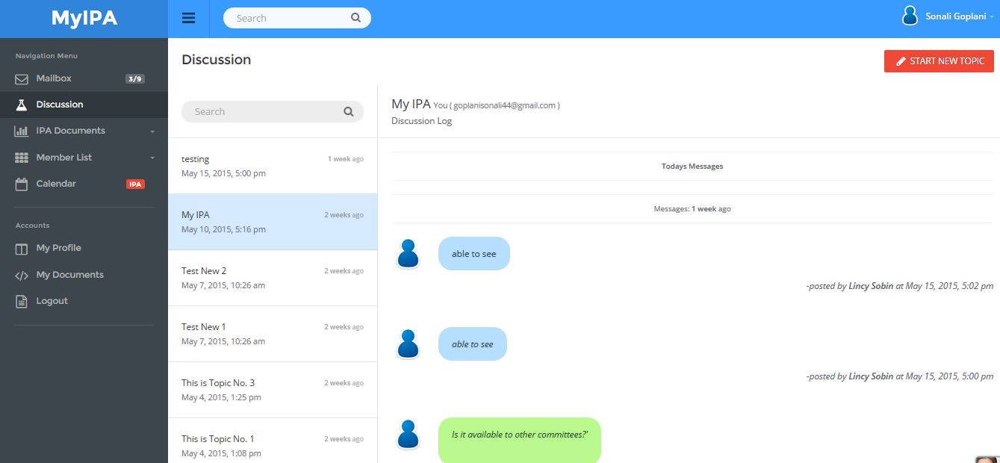 MyIPA
Search
Sonali Goplani
Navigation Menu
Mailbox 3/9
Discussion
IPA Documents
Member List
Calendar IPA
Accounts
My Profile
My Documents
Logout
Discussion
START NEW TOPIC
Search
testing 1 week ago
May 15, 2015, 5:00 pm
My IPA 2 weeks ago
May 10, 2015, 5:16 pm
Test New 2 2 weeks ago
May 7, 2015, 10:26 am
Test New 1 2 weeks ago
May 7, 2015, 10:26 am
This is Topic No. 3 2 weeks ago
May 4, 2015, 1:25 pm
This is Topic No. 1 2 weeks ago
May 4, 2015, 1:08 pm
My IPA You ( goplanisonali44@gmail.com )
Discussion Log
Todays Messages
Messages: 1 week ago
able to see
-posted by Lincy Sobin at May 15, 2015, 5:02 pm
able to see
-posted by Lincy Sobin at May 15, 2015, 5:00 pm
Is it available to other committees?'